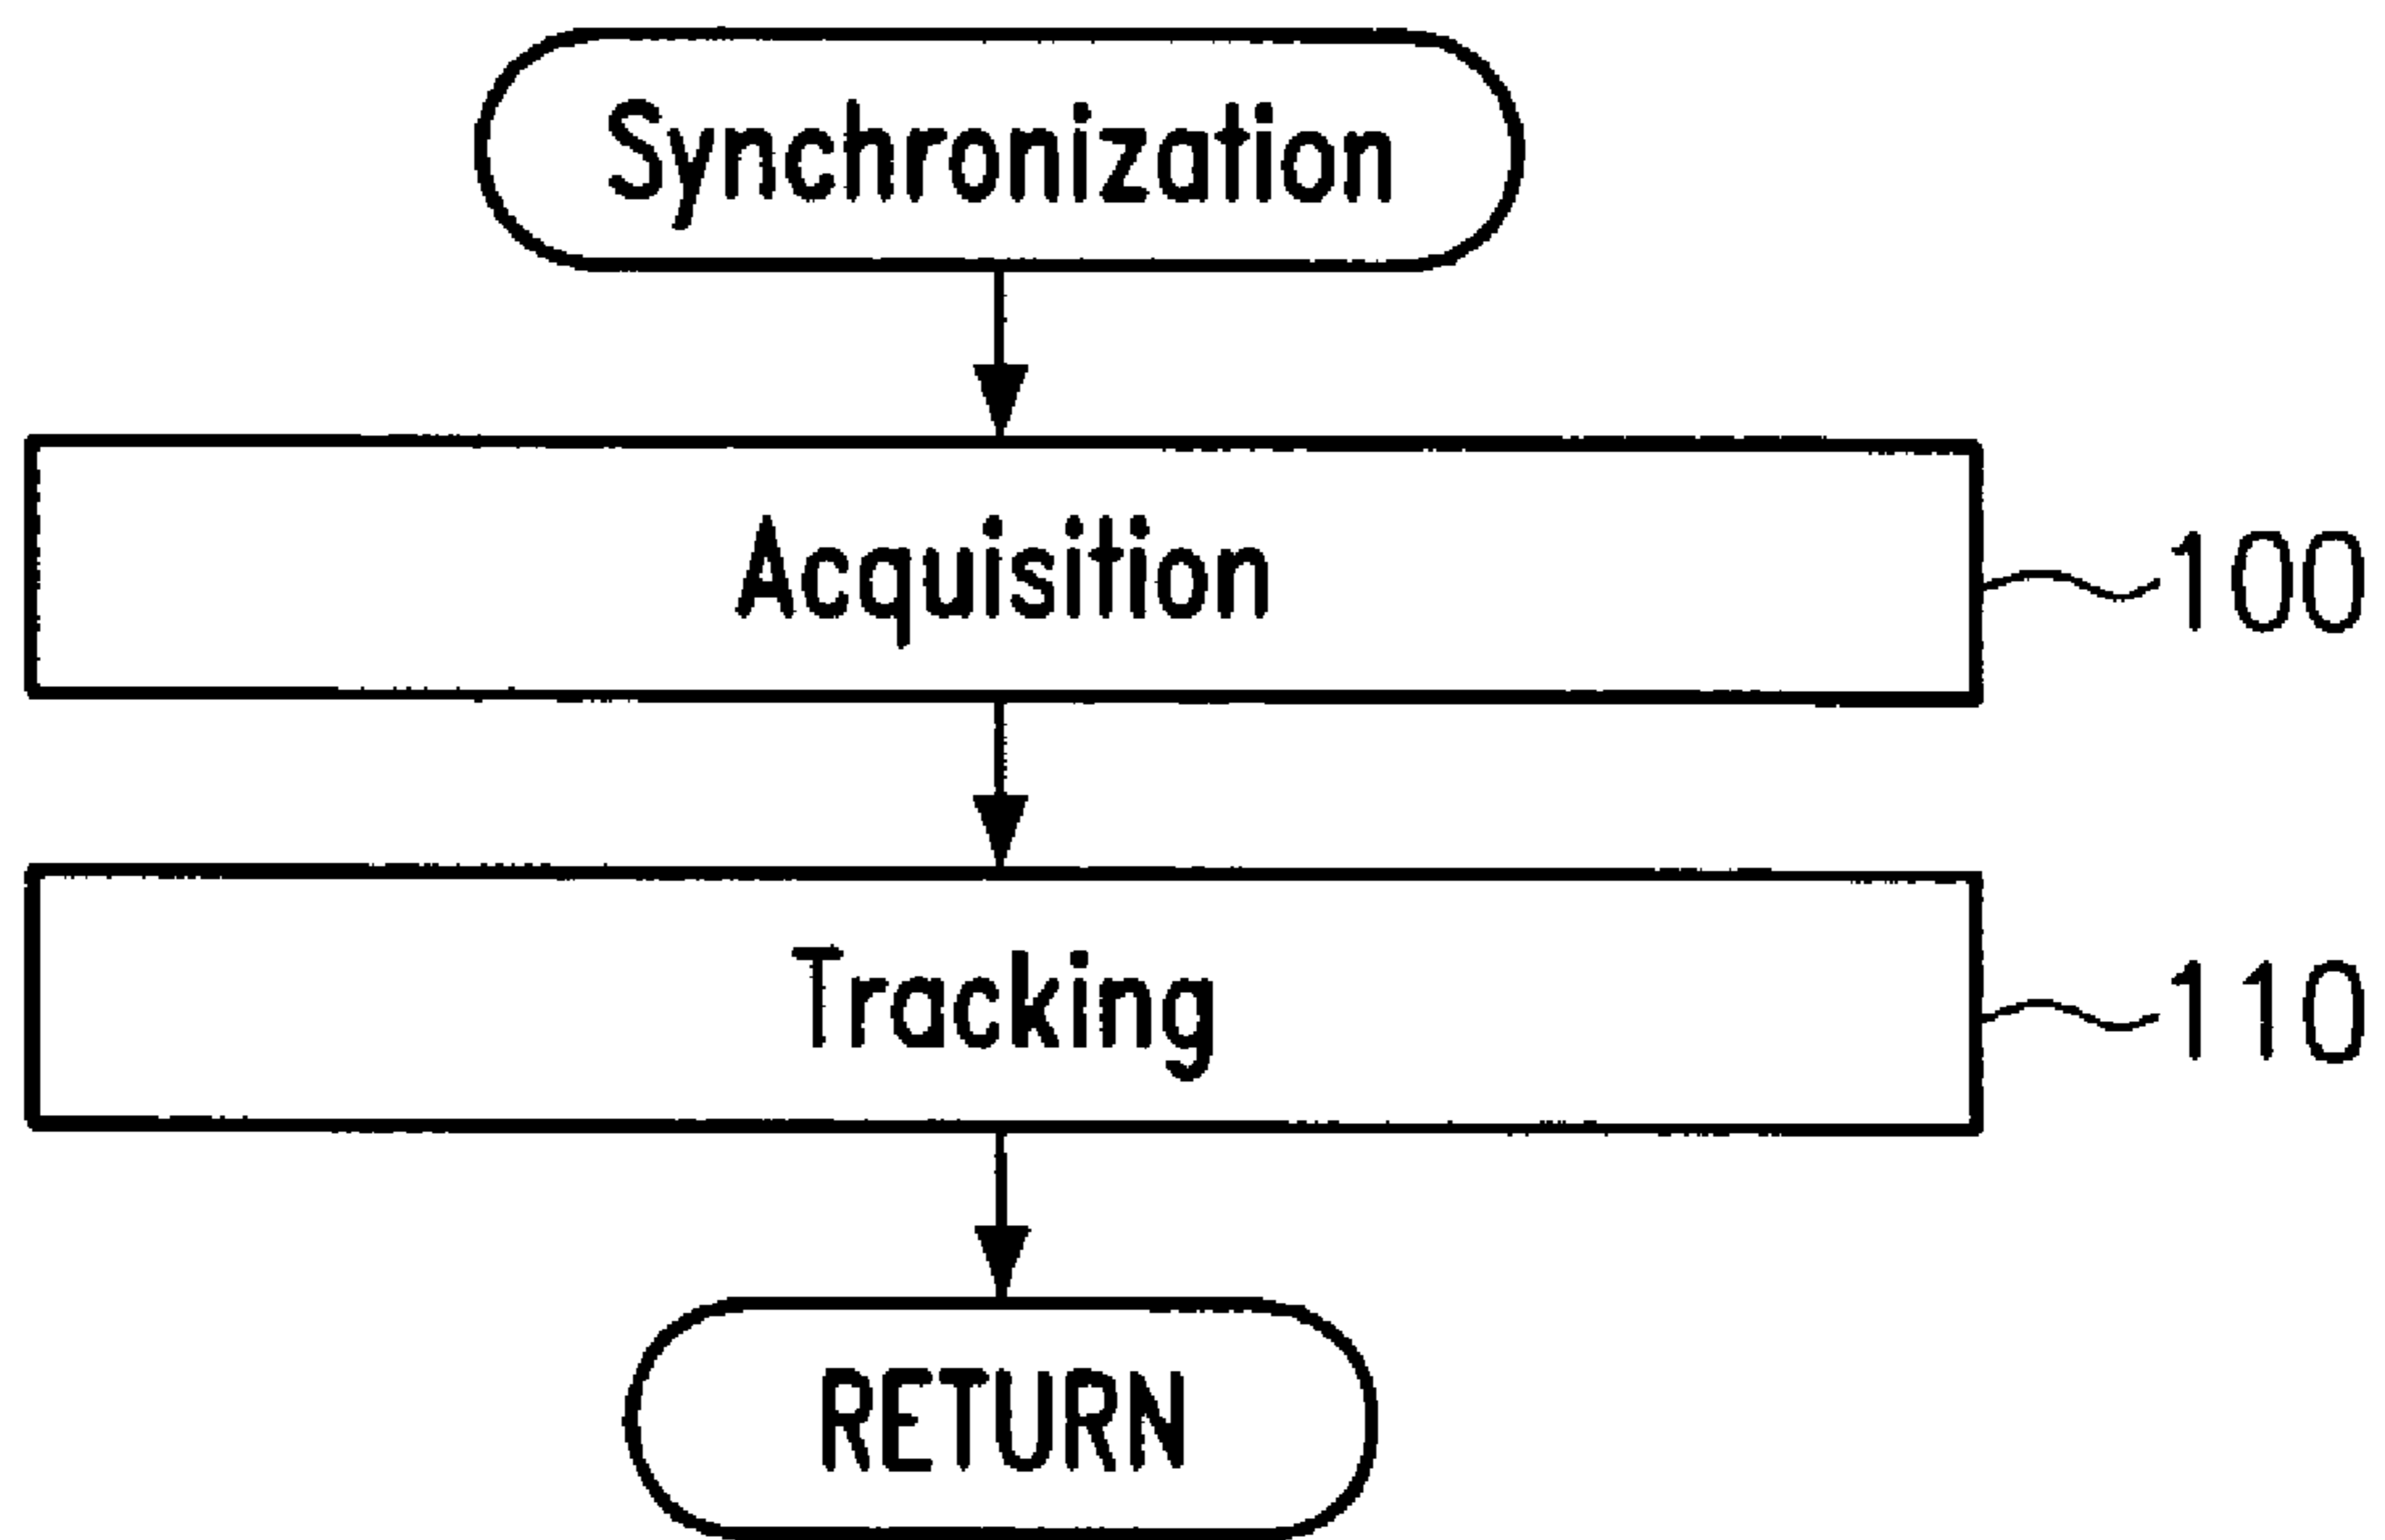 Synchronization
Acquisition
100
Tracking
110
RETURN